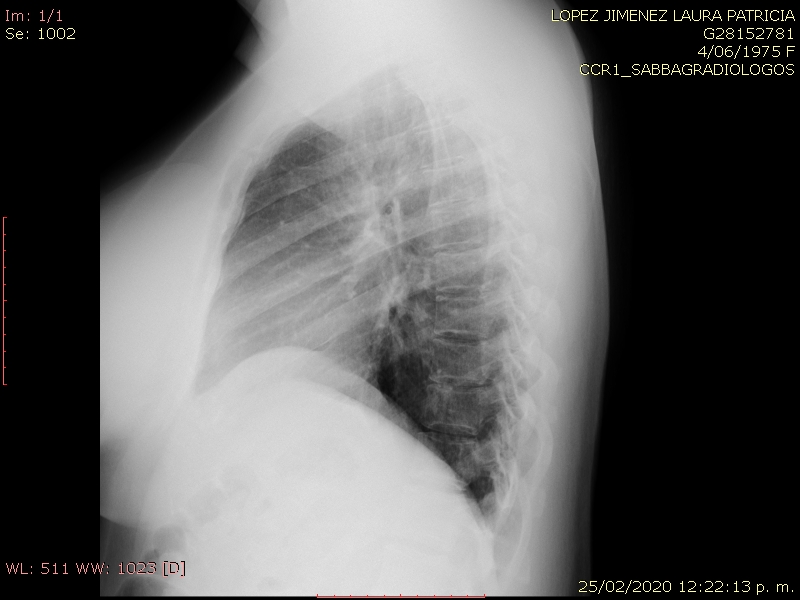 Im: 1/1
Se: 1002
LOPEZ JIMENEZ LAURA PATRICIA
G28152781
4/06/1975 F
CCR1_SABBAGRADIOLOGOS
WL: 511 WW: 1023 [D]
25/02/2020 12:22:13 p. m.